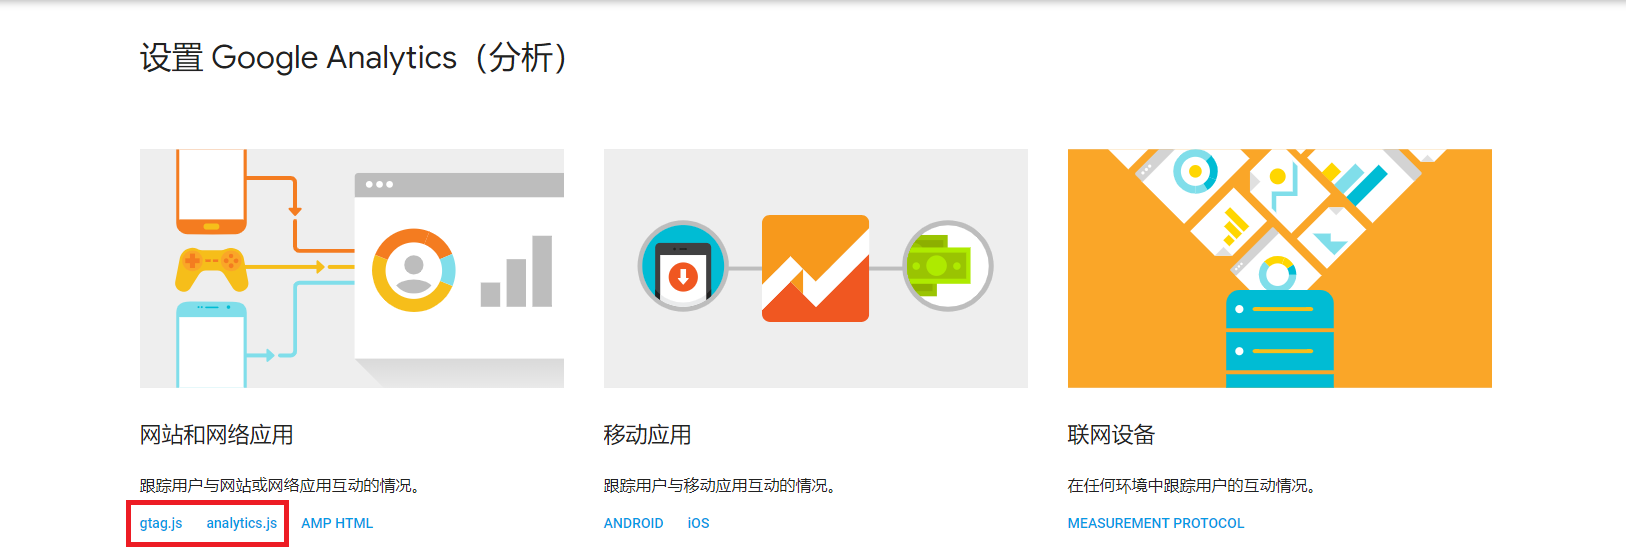 设置 Google Analytics（分析）
网站和网络应用
跟踪用户与网站或网络应用互动的情况。
gtag.js analytics.js AMP HTML
移动应用
跟踪用户与移动应用互动的情况。
ANDROID iOS
联网设备
在任何环境中跟踪用户的互动情况。
MEASUREMENT PROTOCOL